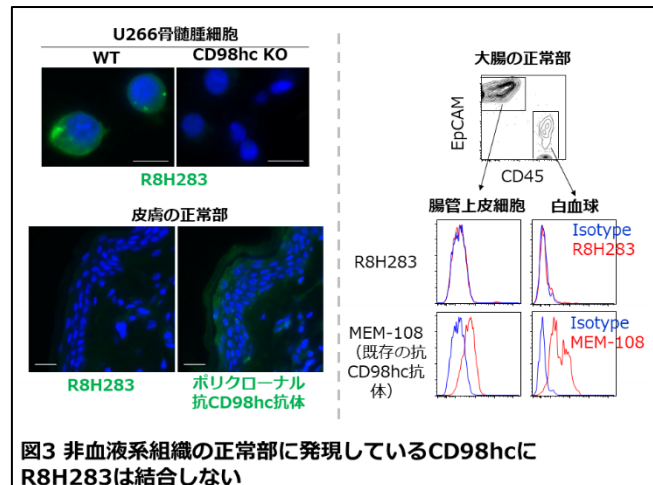 U266骨髄腫細胞
WT
CD98hc KO
R8H283
皮膚の正常部
R8H283
ポリクローナル
抗CD98hc抗体
大腸の正常部
EpCAM
CD45
腸管上皮細胞
白血球
R8H283
Isotype
R8H283
MEM-108
（既存の抗
CD98hc抗
体）
Isotype
MEM-108
図3 非血液系組織の正常部に発現しているCD98hcに
R8H283は結合しない